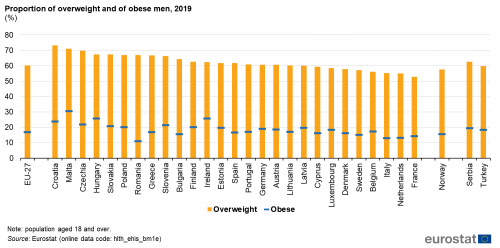 Proportion of overweight and of obese men, 2019
(%)
80
70
60
50
40
30
20
10
0
EU-27
Croatia
Malta
Czechia
Hungary
Slovakia
Poland
Romania
Greece
Slovenia
Bulgaria
Finland
Ireland
Estonia
Spain
Portugal
Germany
Austria
Lithuania
Latvia
Cyprus
Luxembourg
Denmark
Sweden
Belgium
Italy
Netherlands
France
Norway
Serbia
Turkey
Overweight
Obese
Note: population aged 18 and over.
Source: Eurostat (online data code: hlth_ehis_bm1e)
eurostat